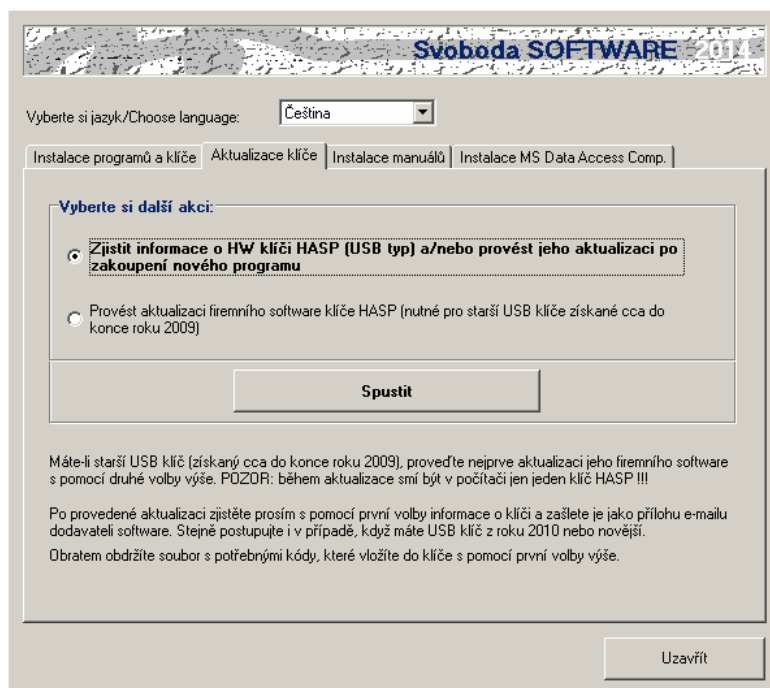 Svoboda SOFTWARE 2014
Vyberte si jazyk/Choose language: Čeština
Instalace programů a klíče Aktualizace klíče Instalace manuálů Instalace MS Data Access Comp.
Vyberte si další akci:
Zjistit informace o HW klíči HASP (USB typ) a/nebo provést jeho aktualizaci po
zakoupení nového programu
Provést aktualizaci firemního software klíče HASP (nutné pro starší USB klíče získané cca do
konce roku 2009)
Spustit
Máte-li starší USB klíč (získaný cca do konce roku 2009), proveďte nejprve aktualizaci jeho firemního software
s pomocí druhé volby výše. POZOR: během aktualizace smí být v počítači jen jeden klíč HASP !!!
Po provedené aktualizaci zjistěte prosím s pomocí první volby informace o klíči a zašlete je jako přílohu e-mailu
dodavateli software. Stejně postupujte i v případě, když máte USB klíč z roku 2010 nebo novější.
Obratem obdržíte soubor s potřebnými kódy, které vložíte do klíče s pomocí první volby výše.
Uzavřít